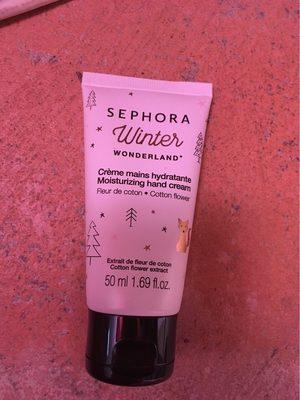 SEPHORA
Winter
WONDERLAND*
Crème mains hydratante
Moisturizing hand cream
Fleur de coton • Cotton flower
Extrait de fleur de coton
Cotton flower extract
50 ml 1.69 fl.oz.